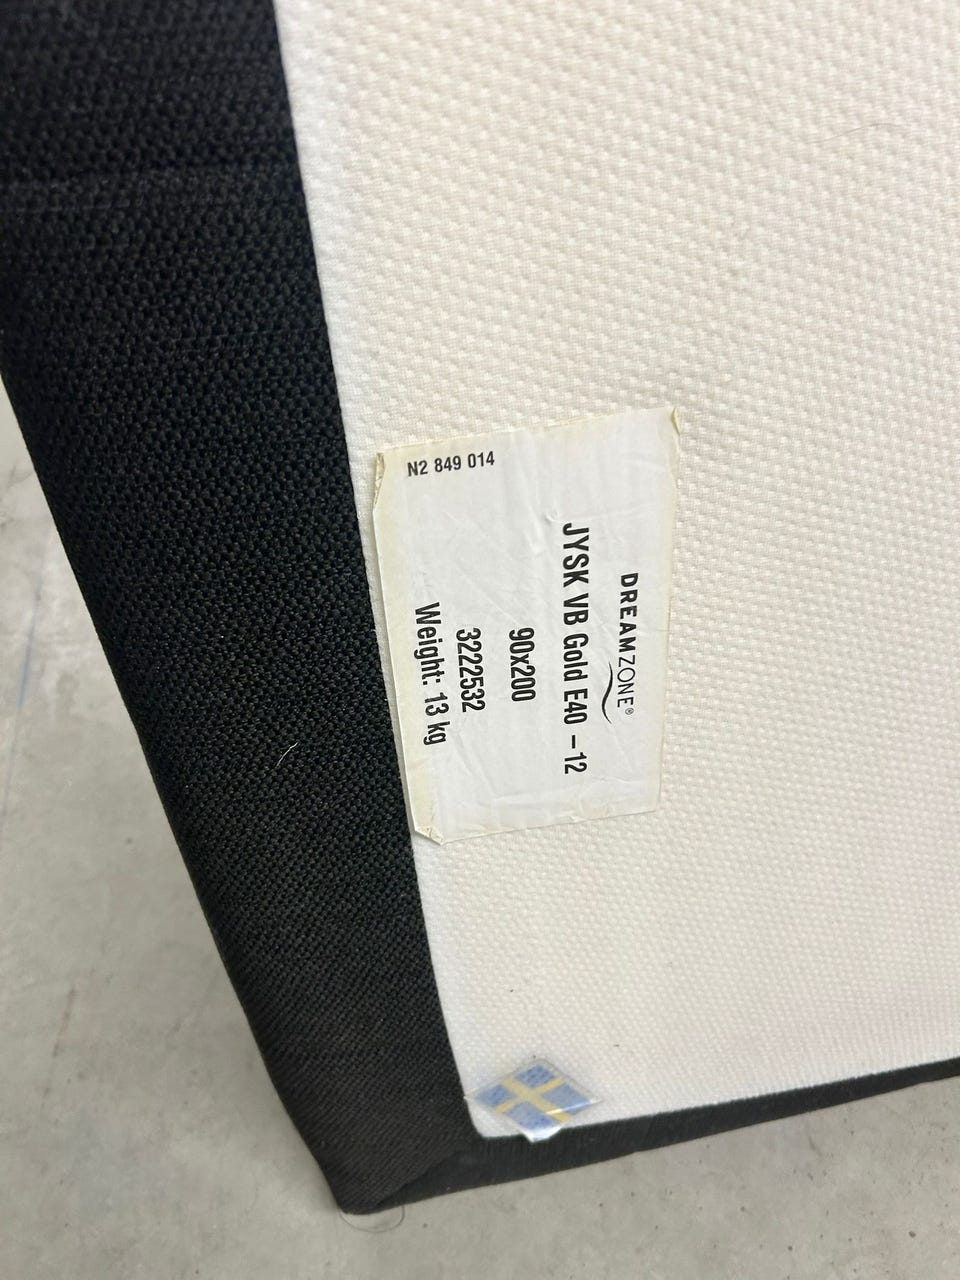 N2 849 014
DREAMZONE®
JYSK VB Gold E40 – 12
90x200
3222532
Weight: 13 kg